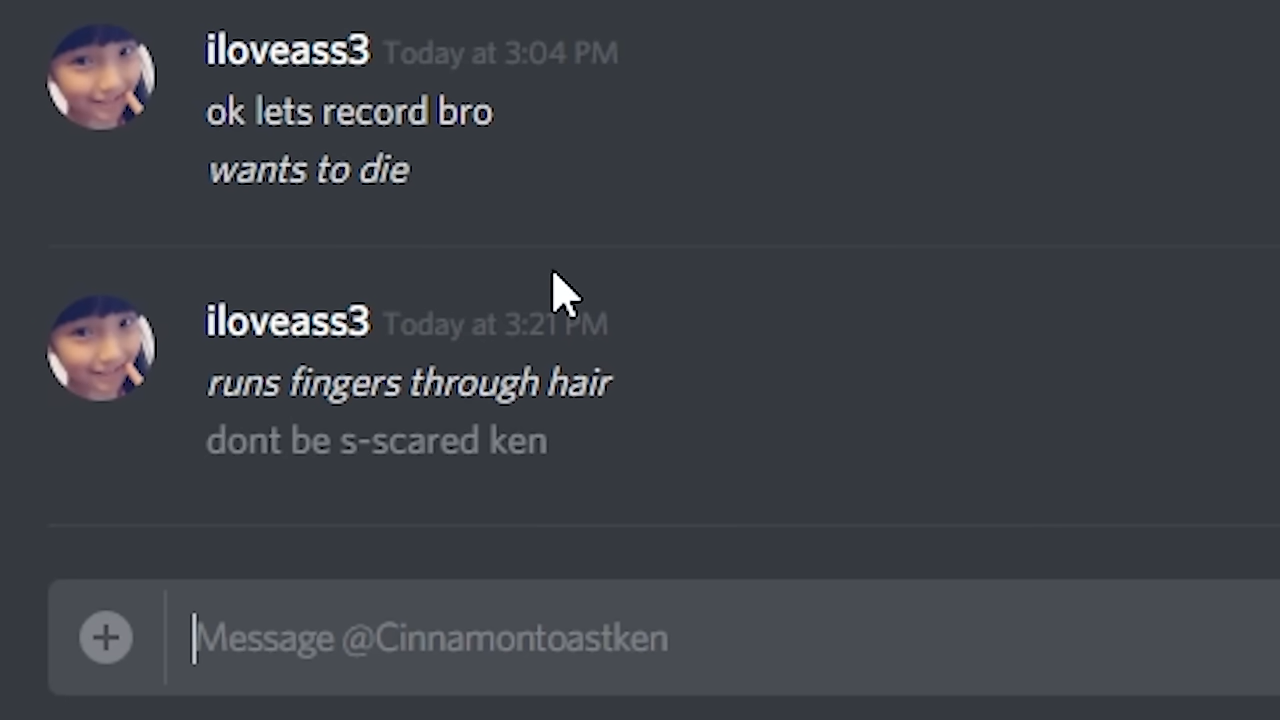 iloveass3 Today at 3:04 PM
ok lets record bro
wants to die
iloveass3 Today at 3:21 PM
runs fingers through hair
dont be s-scared ken
Message @Cinnamontoastken